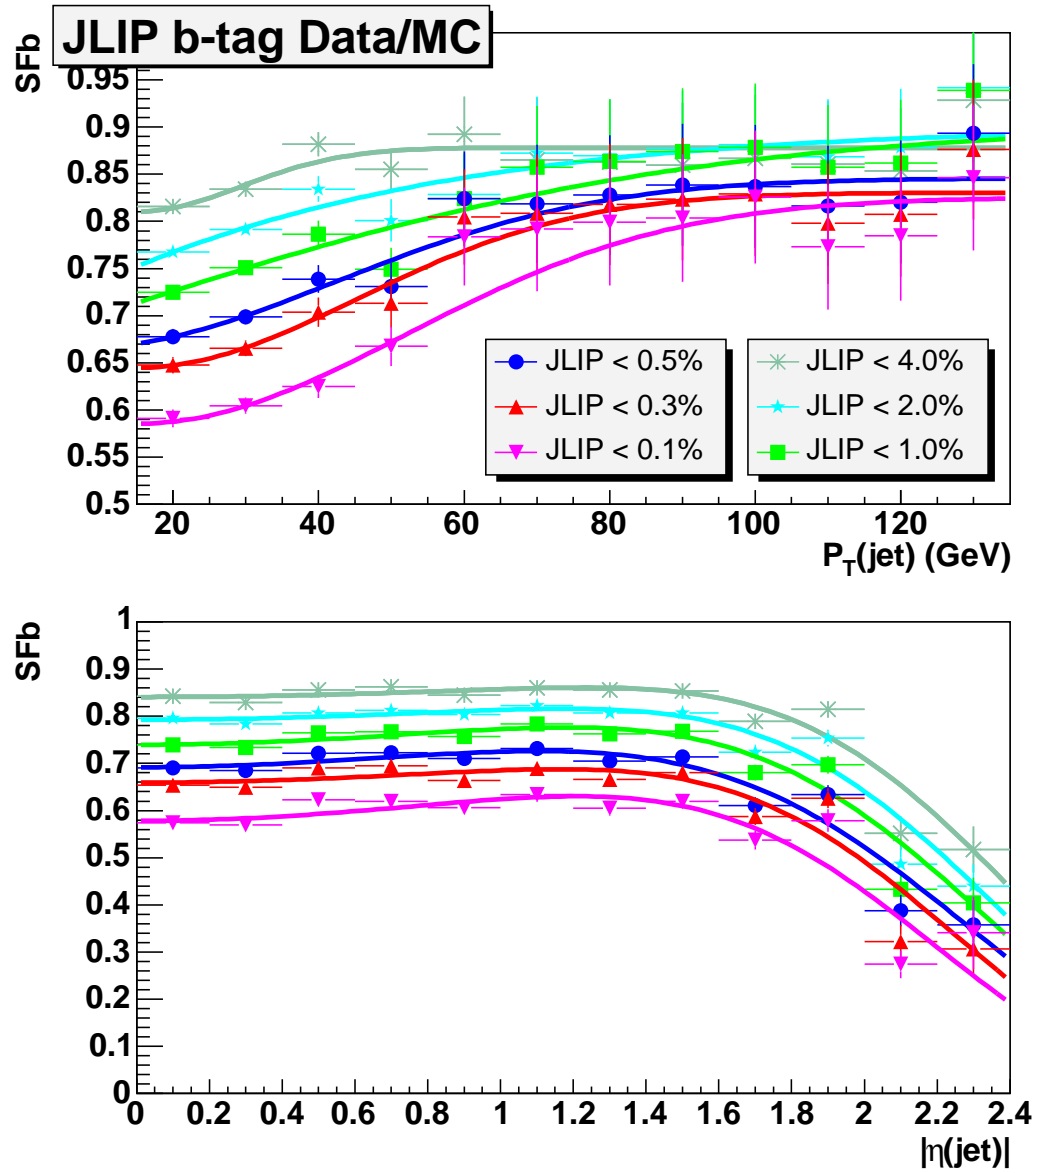 JLIP b-tag Data/MC
SFb
0.95
0.9
0.85
0.8
0.75
0.7
0.65
0.6
0.55
0.5
JLIP < 0.5%
JLIP < 0.3%
JLIP < 0.1%
JLIP < 4.0%
JLIP < 2.0%
JLIP < 1.0%
20 40 60 80 100 120
P_T(jet) (GeV)
SFb
1
0.9
0.8
0.7
0.6
0.5
0.4
0.3
0.2
0.1
0
0 0.2 0.4 0.6 0.8 1 1.2 1.4 1.6 1.8 2 2.2 2.4
|η(jet)|